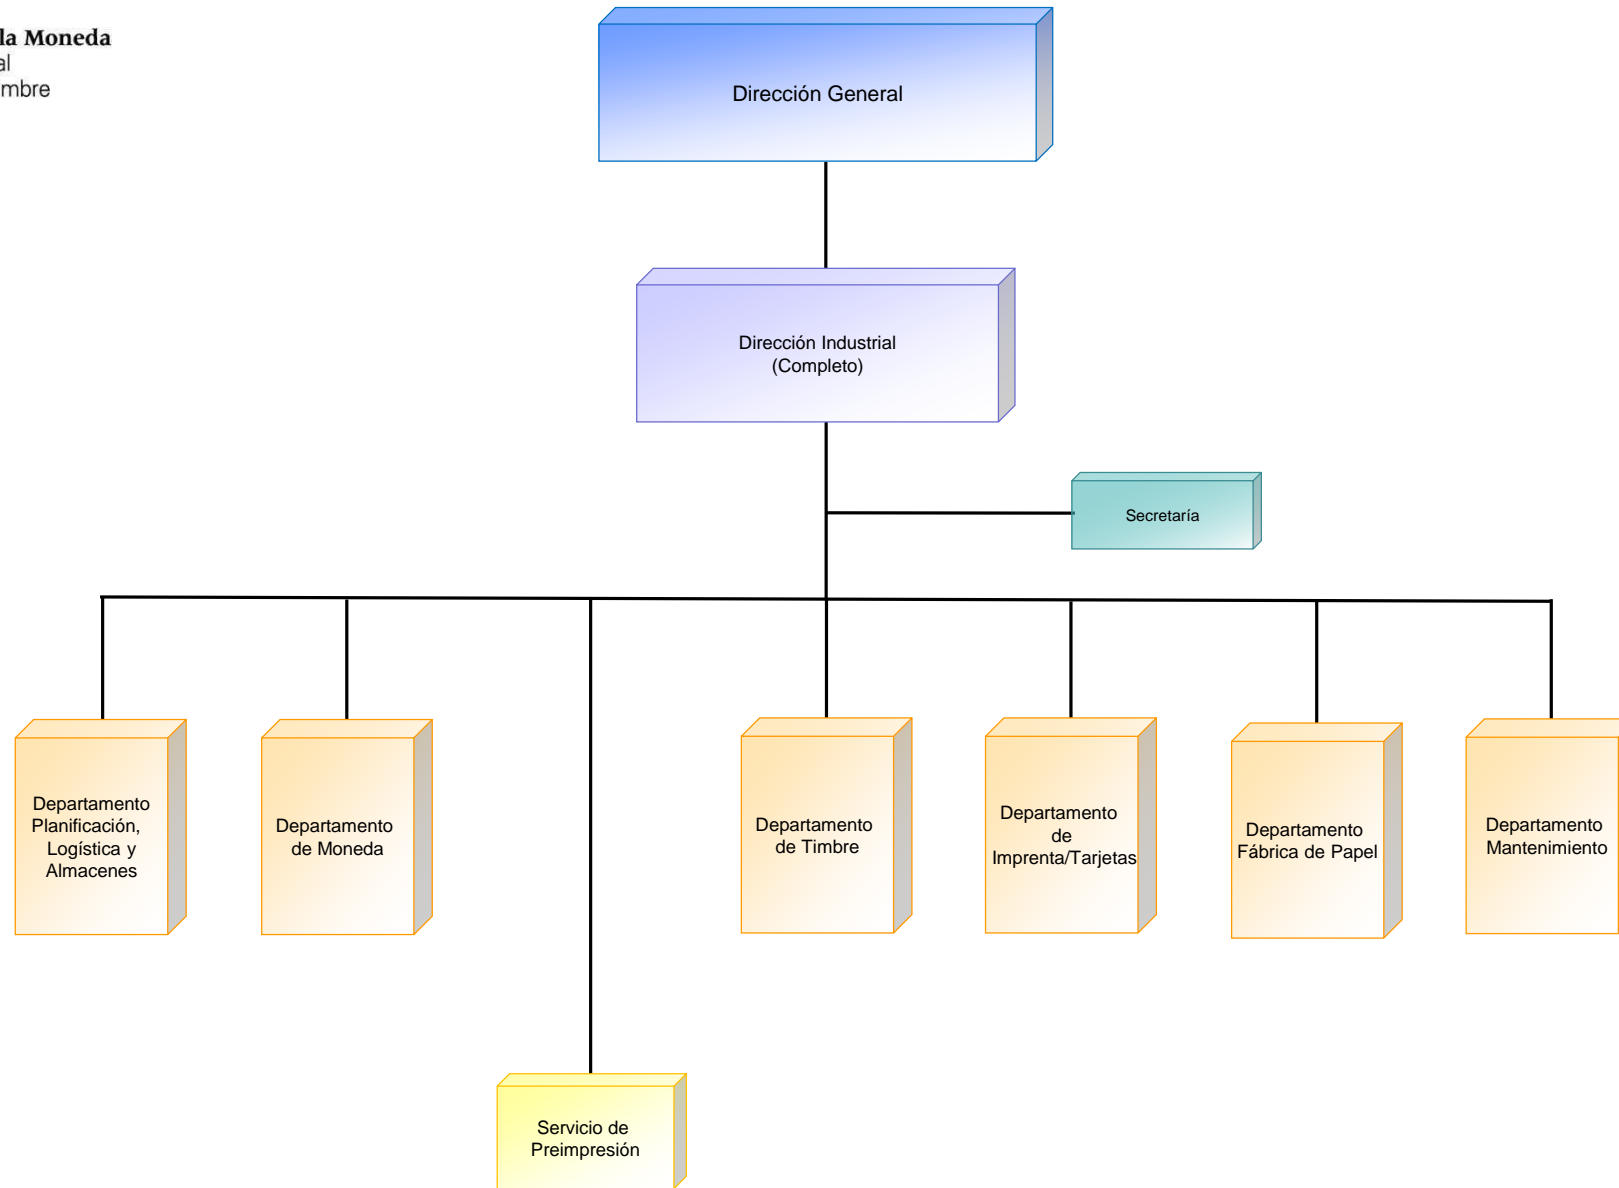 la Moneda
al
mbre
Dirección General
Dirección Industrial
(Completo)
Secretaría
Departamento
Planificación,
Logística y
Almacenes
Departamento
de Moneda
Departamento
de Timbre
Departamento
de
Imprenta/Tarjetas
Departamento
Fábrica de Papel
Departamento
Mantenimiento
Servicio de
Preimpresión